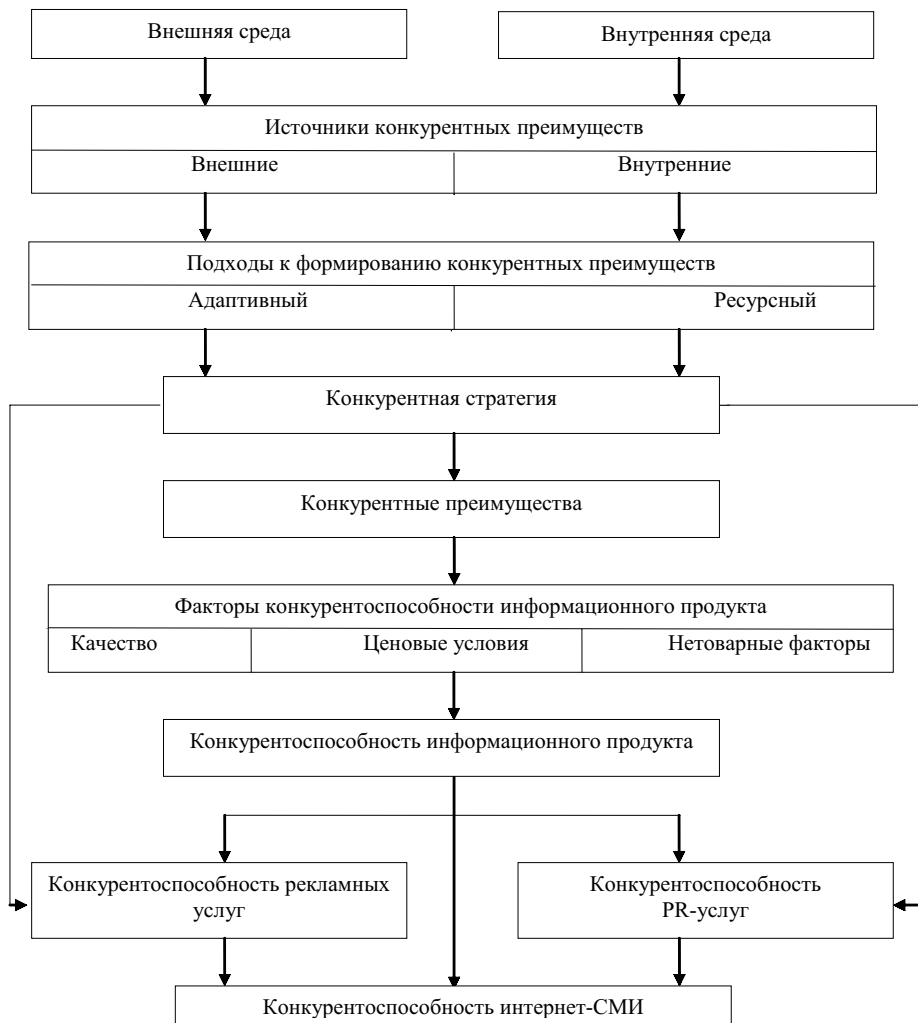 Внешняя среда
Внутренняя среда
Источники конкурентных преимуществ
Внешние
Внутренние
Подходы к формированию конкурентных преимуществ
Адаптивный
Ресурсный
Конкурентная стратегия
Конкурентные преимущества
Факторы конкурентоспособности информационного продукта
Качество
Ценовые условия
Нетоварные факторы
Конкурентоспособность информационного продукта
Конкурентоспособность рекламных
услуг
Конкурентоспособность
PR-услуг
Конкурентоспособность интернет-СМИ